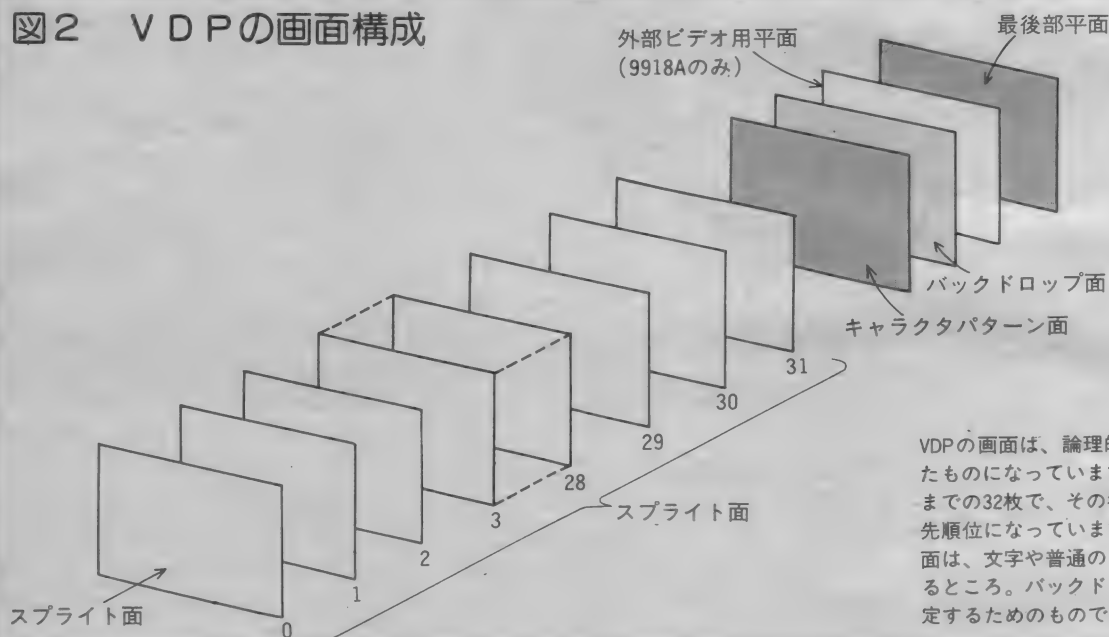 図2 VDPの画面構成
外部ビデオ用平面
(9918Aのみ)
最後部平面
バックドロップ面
キャラクタパターン面
31
30
29
28
3
2
1
0
スプライト面
スプライト面
VDPの画面は、論理的
たものになっていま
までの32枚で、その
先順位になっていま
面は、文字や普通の
るところ。バックド
定するためのもので